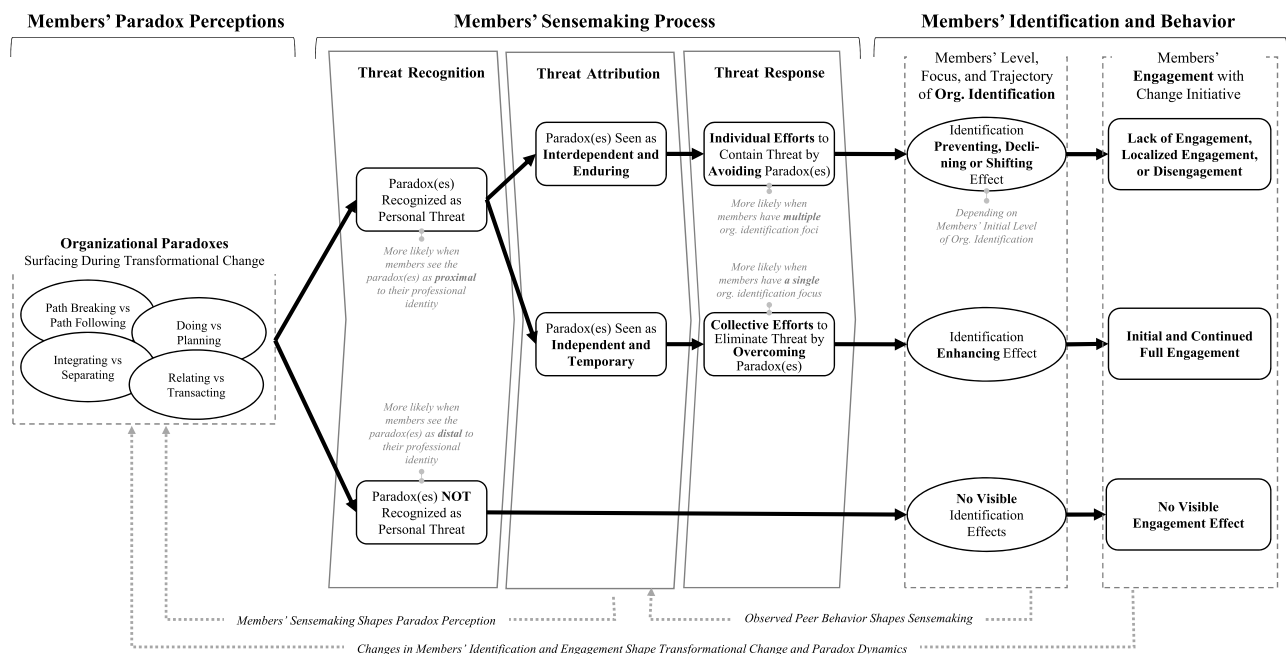 Members' Paradox Perceptions
Members' Sensemaking Process
Members' Identification and Behavior
Threat Recognition
Threat Attribution
Threat Response
Members' Level,
Focus, and Trajectory
of Org. Identification
Members'
Engagement with
Change Initiative
Organizational Paradoxes
Surfacing During Transformational Change
Path Breaking vs
Path Following
Doing vs
Planning
Integrating vs
Separating
Relating vs
Transacting
Paradox(es)
Recognized as
Personal Threat
More likely when
members see the
paradox(es) as proximal
to their professional
identity
More likely when
members see the
paradox(es) as distal to
their professional
identity
Paradox(es) NOT
Recognized as
Personal Threat
Paradox(es) Seen as
Interdependent and
Enduring
Paradox(es) Seen as
Independent and
Temporary
Individual Efforts to
Contain Threat by
Avoiding Paradox(es)
More likely when
members have multiple
org. identification foci
More likely when
members have a single
org. identification focus
Collective Efforts to
Eliminate Threat by
Overcoming
Paradox(es)
Identification
Preventing, Decli-
ning or Shifting
Effect
Depending on
Members' Initial Level
of Org. Identification
Identification
Enhancing Effect
No Visible
Identification
Effects
Lack of Engagement,
Localized Engagement,
or Disengagement
Initial and Continued
Full Engagement
No Visible
Engagement Effect
Members' Sensemaking Shapes Paradox Perception
Observed Peer Behavior Shapes Sensemaking
Changes in Members' Identification and Engagement Shape Transformational Change and Paradox Dynamics